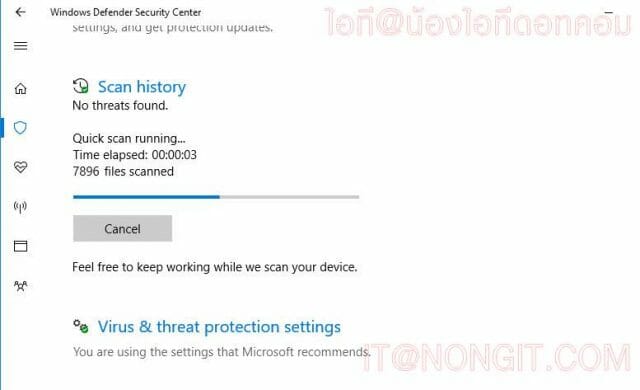 Windows Defender Security Center
ไอที@น้องไอทีดอทคอม
settings, and get protection updates.
Scan history
No threats found.
Quick scan running...
Time elapsed: 00:00:03
7896 files scanned
Cancel
Feel free to keep working while we scan your device.
Virus & threat protection settings
You are using the settings that Microsoft recommends.
IT@NONGIT.COM